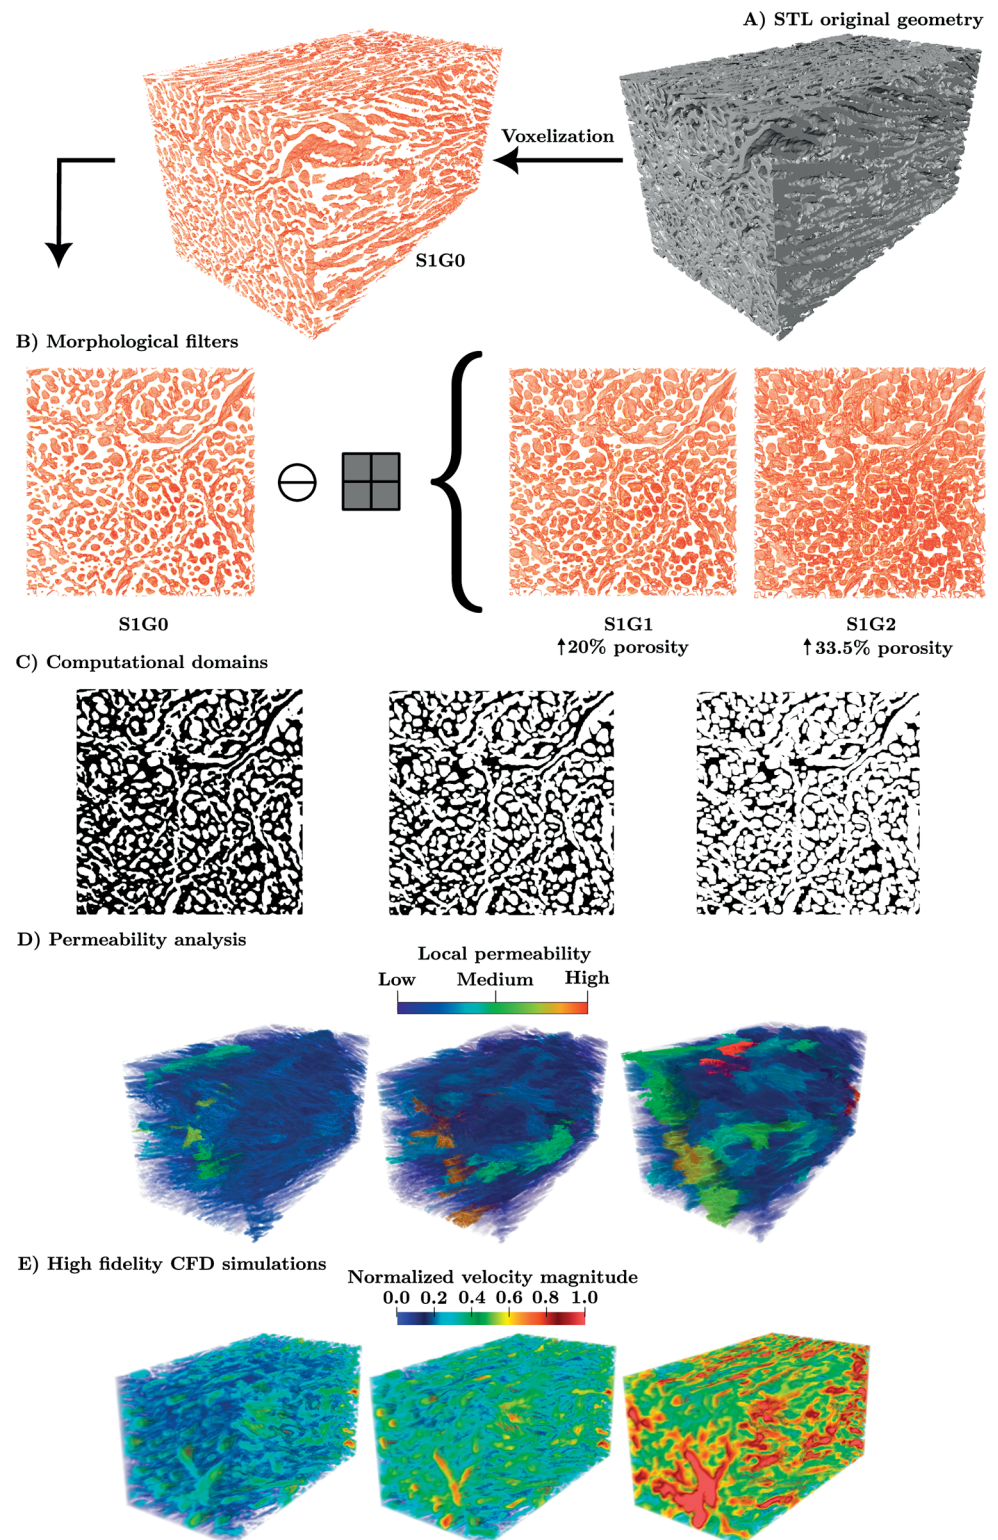 A) STL original geometry
Voxelization
S1G0
B) Morphological filters
S1G0
S1G1
S1G2
↑20% porosity
↑33.5% porosity
C) Computational domains
D) Permeability analysis
Local permeability
Low Medium High
E) High fidelity CFD simulations
Normalized velocity magnitude
0.0 0.2 0.4 0.6 0.8 1.0